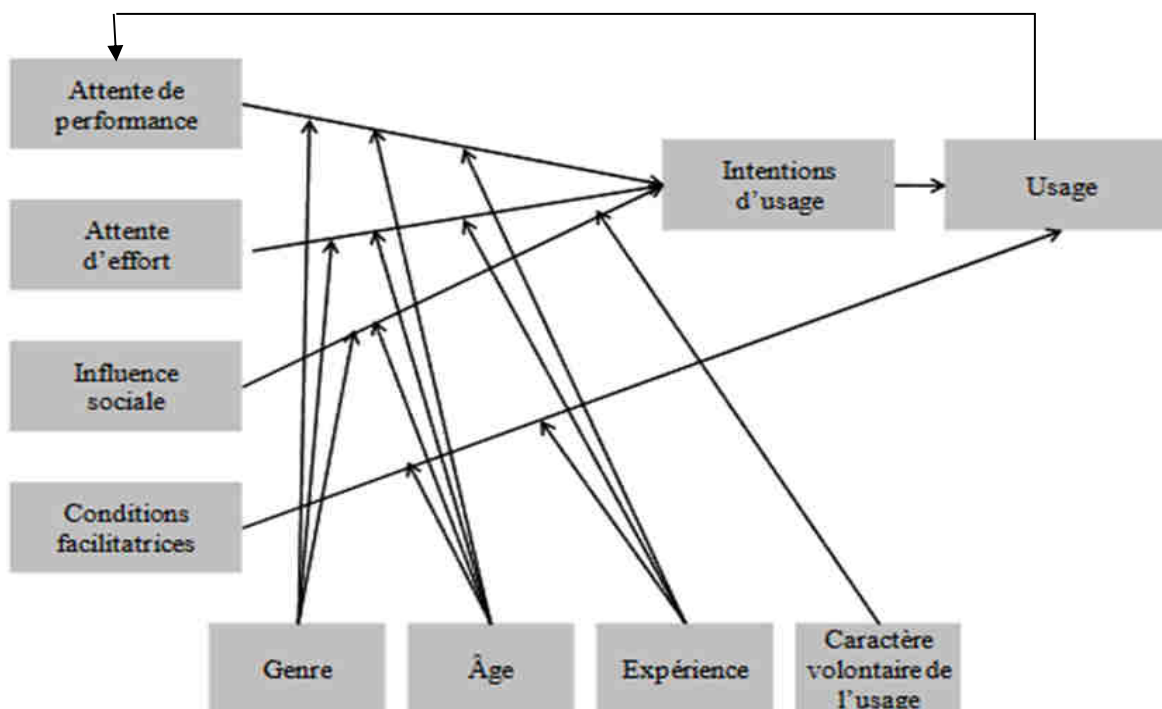 Attente de
performance
Intentions
d'usage
Usage
Attente
d'effort
Influence
sociale
Conditions
facilitatrices
Genre
Âge
Expérience
Caractère
volontaire de
l'usage